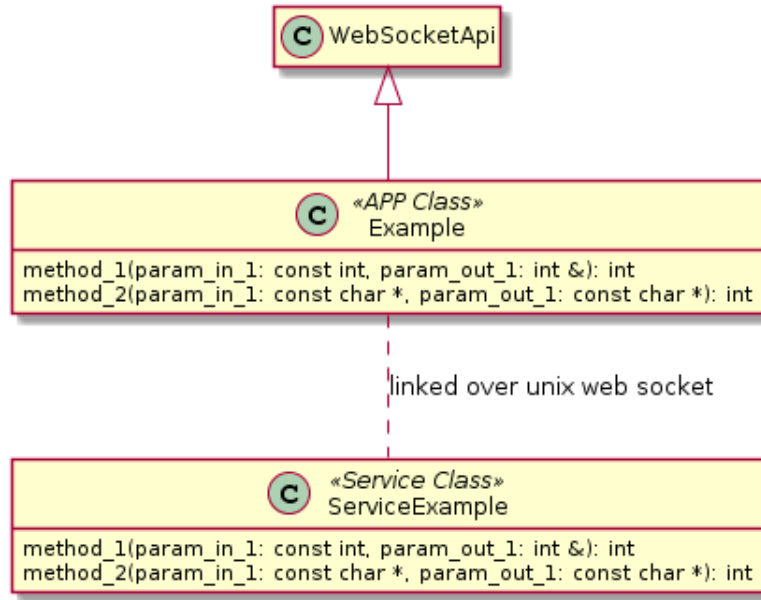 C WebSocketApi
C «APP Class»
Example
method_1(param_in_1: const int, param_out_1: int &): int
method_2(param_in_1: const char *, param_out_1: const char *): int
linked over unix web socket
C «Service Class»
ServiceExample
method_1(param_in_1: const int, param_out_1: int &): int
method_2(param_in_1: const char *, param_out_1: const char *): int